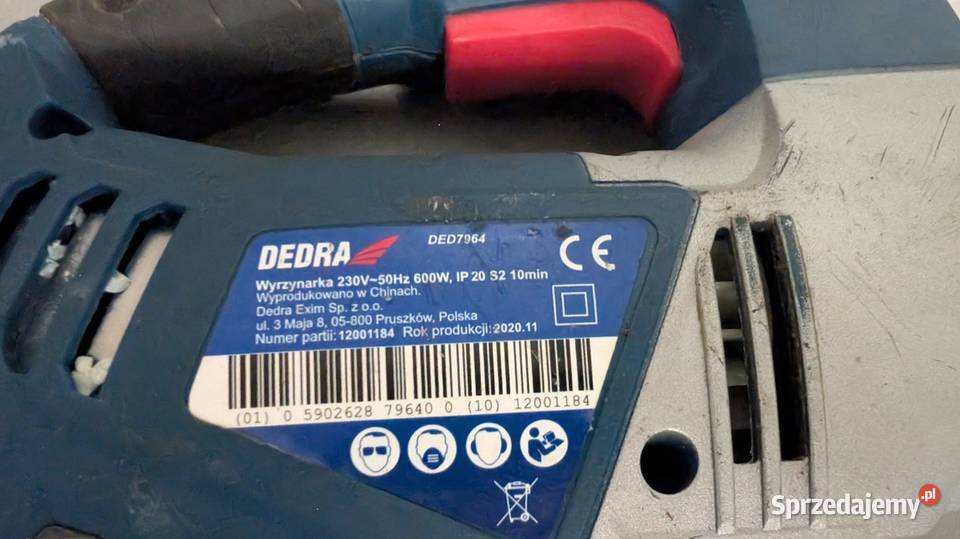 DEDRA
DED7964
CE
Wyrzynarka 230V~50Hz 600W, IP 20 S2 10min
Wyprodukowano w Chinach.
Dedra Exim Sp. z o.o.
ul. 3 Maja 8, 05-800 Pruszków, Polska
Numer partii:12001184 Rok produkcji:2020.11
(01) 0 5902628 79640 0 (10) 12001184
Sprzedajemy.pl